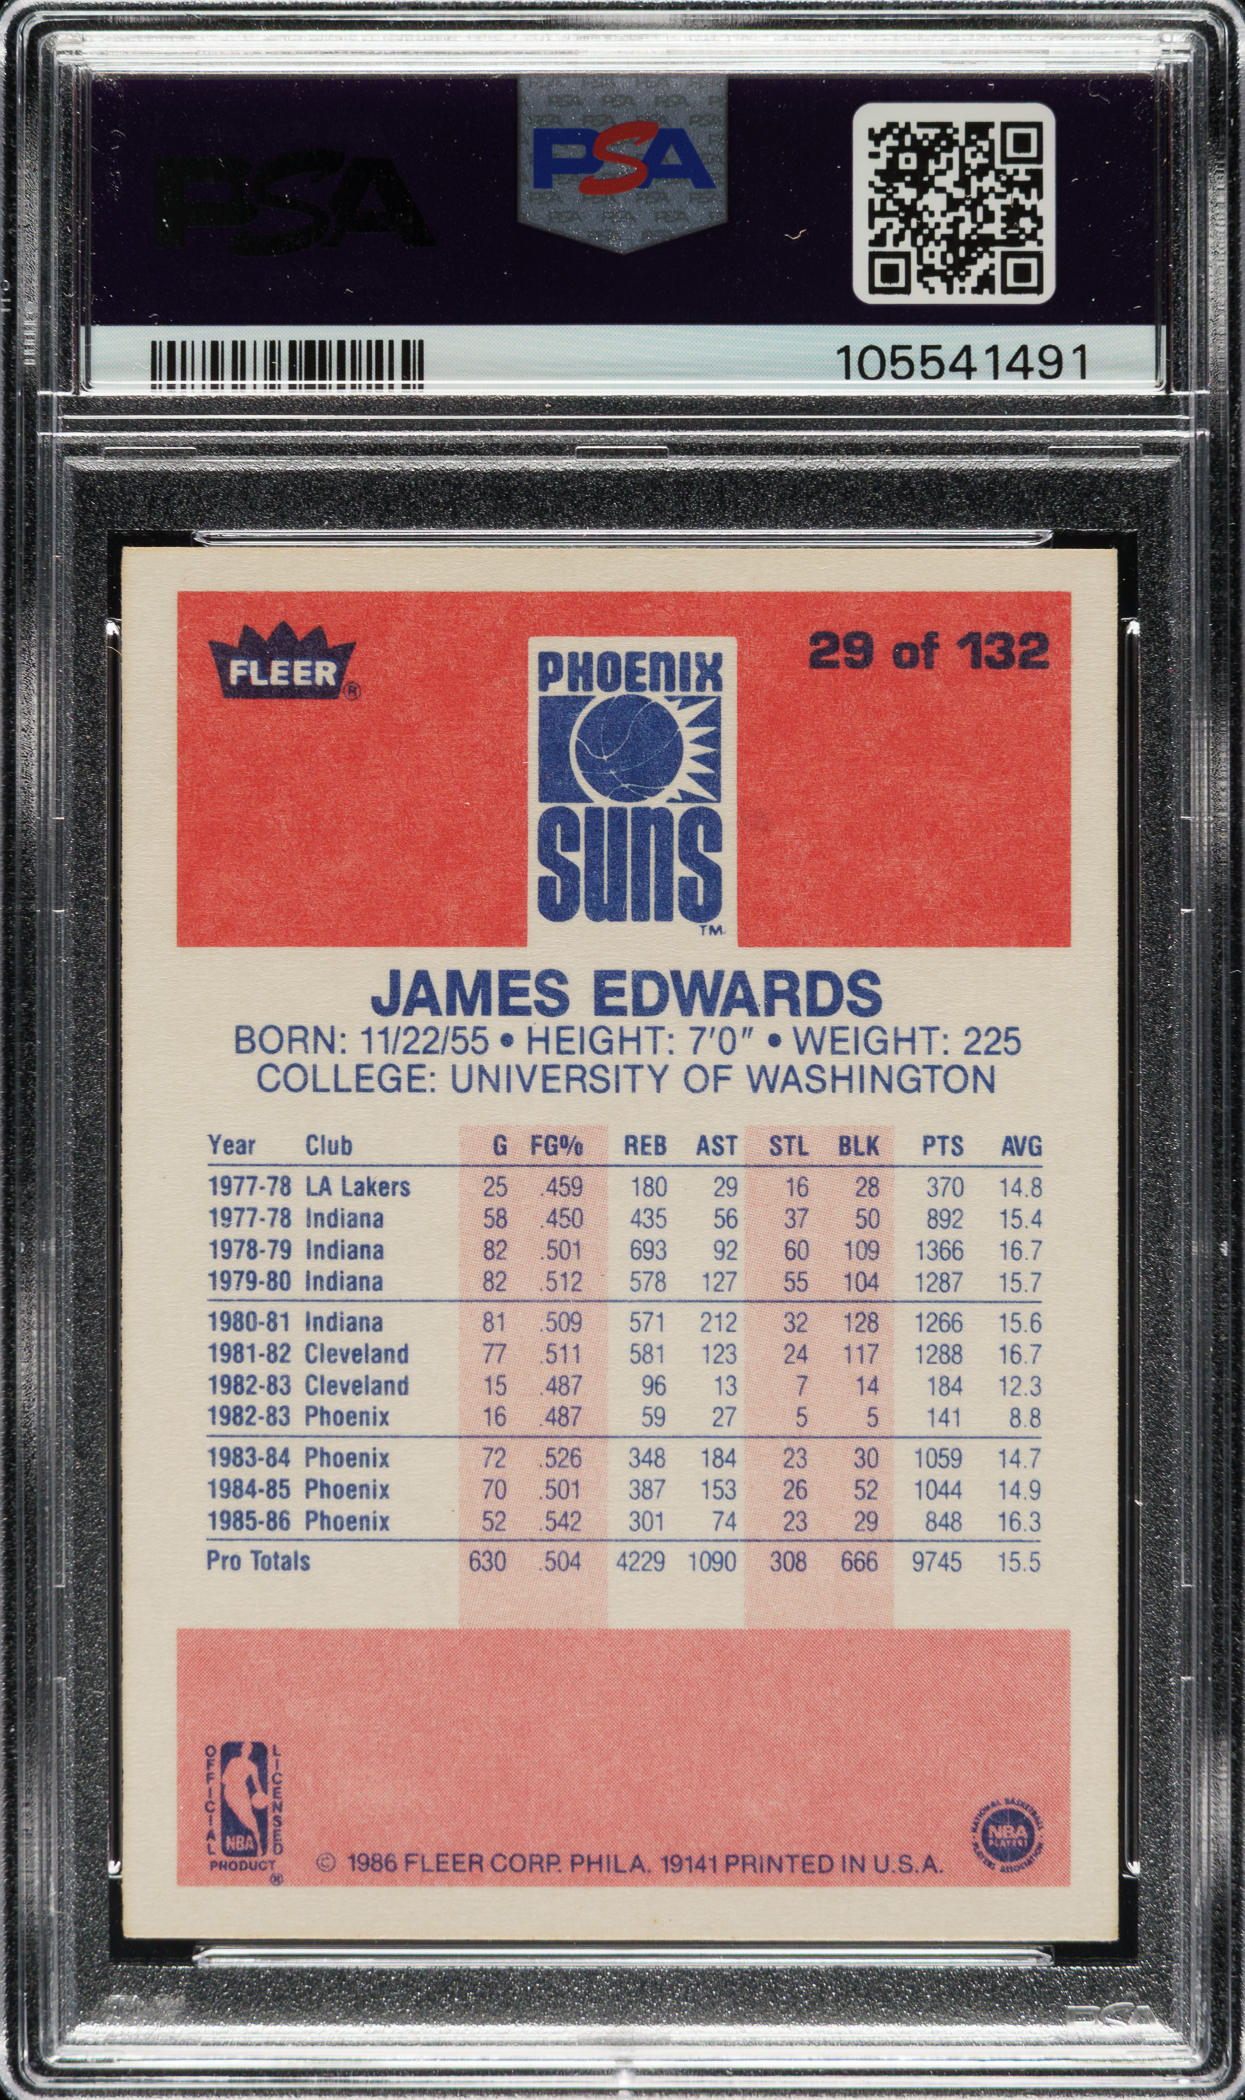 PSA
PSA
105541491
FLEER®
29 of 132
PHOENIX
SUNS
TM
JAMES EDWARDS
BORN: 11/22/55 • HEIGHT: 7'0" • WEIGHT: 225
COLLEGE: UNIVERSITY OF WASHINGTON
Year Club G FG% REB AST STL BLK PTS AVG
1977-78 LA Lakers 25 .459 180 29 16 28 370 14.8
1977-78 Indiana 58 .450 435 56 37 50 892 15.4
1978-79 Indiana 82 .501 693 92 60 109 1366 16.7
1979-80 Indiana 82 .512 578 127 55 104 1287 15.7
1980-81 Indiana 81 .509 571 212 32 128 1266 15.6
1981-82 Cleveland 77 .511 581 123 24 117 1288 16.7
1982-83 Cleveland 15 .487 96 13 7 14 184 12.3
1982-83 Phoenix 16 .487 59 27 5 5 141 8.8
1983-84 Phoenix 72 .526 348 184 23 30 1059 14.7
1984-85 Phoenix 70 .501 387 153 26 52 1044 14.9
1985-86 Phoenix 52 .542 301 74 23 29 848 16.3
Pro Totals 630 .504 4229 1090 308 666 9745 15.5
OFFICIAL
LICENSED
NBA
PRODUCT ®
© 1986 FLEER CORP. PHILA. 19141 PRINTED IN U.S.A.
NATIONAL BASKETBALL
NBA
PLAYERS
PLAYERS ASSOCIATION
PSA